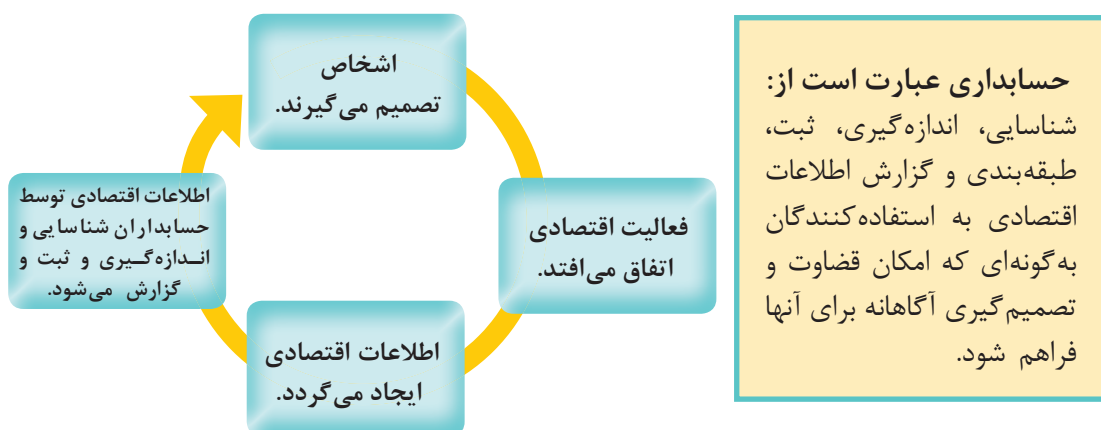 حسابداری عبارت است از:
شناسایی، اندازه‌گیری، ثبت،
طبقه‌بندی و گزارش اطلاعات
اقتصادی به استفاده‌کنندگان
به‌گونه‌ای که امکان قضاوت و
تصمیم‌گیری آگاهانه برای آنها
فراهم شود.
اشخاص
تصمیم می‌گیرند.
فعالیت اقتصادی
اتفاق می‌افتد.
اطلاعات اقتصادی
ایجاد می‌گردد.
اطلاعات اقتصادی توسط
حسابداران شناسایی و
انـدازه‌گـیری و ثبت و
گزارش می‌شود.